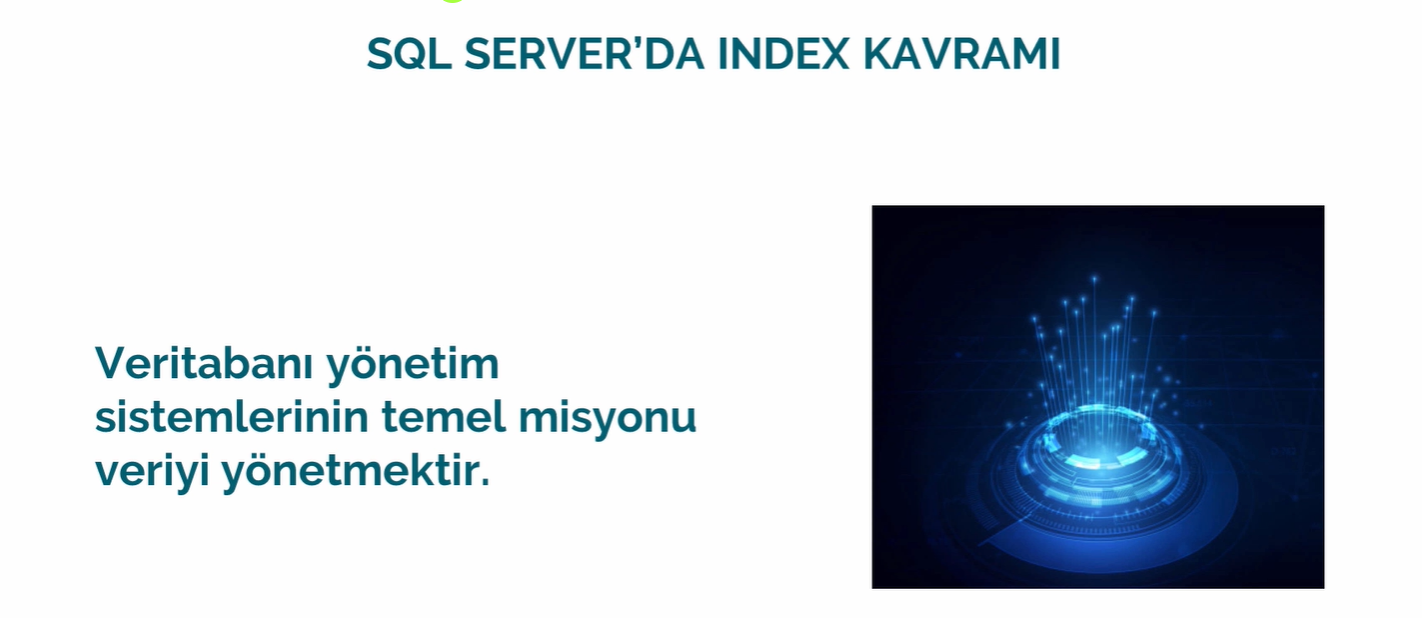 SQL SERVER’DA INDEX KAVRAMI
Veritabanı yönetim
sistemlerinin temel misyonu
veriyi yönetmektir.